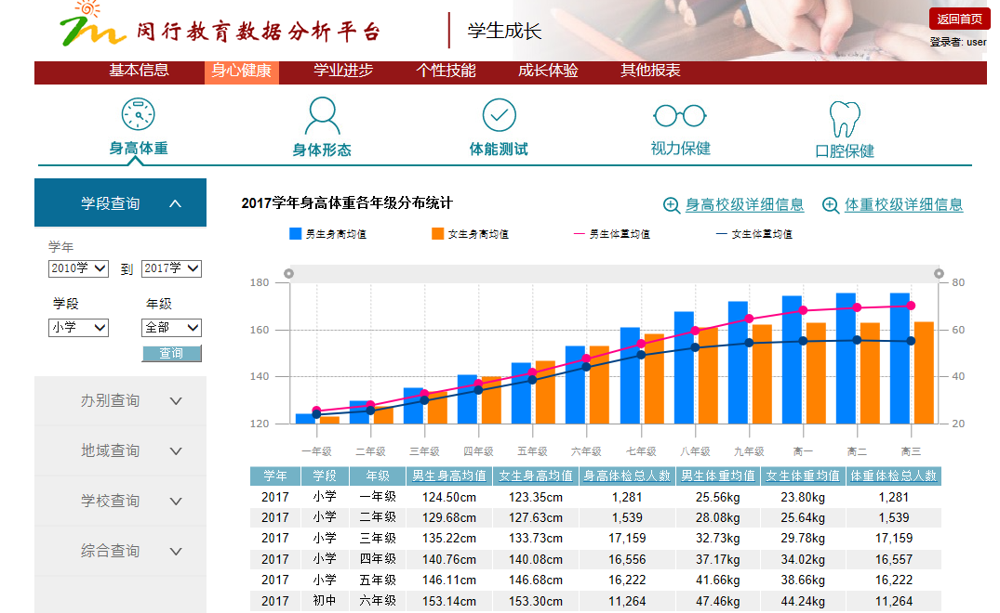 闵行教育数据分析平台
学生成长
返回首页
登录者: user
基本信息 身心健康 学业进步 个性技能 成长体验 其他报表
身高体重 身体形态 体能测试 视力保健 口腔保健
学段查询
学年
2010学 到 2017学
学段 年级
小学 全部
查询
办别查询
地域查询
学校查询
综合查询
2017学年身高体重各年级分布统计
身高校级详细信息 体重校级详细信息
男生身高均值 女生身高均值 男生体重均值 女生体重均值
180 80
160 60
140 40
120 20
一年级 二年级 三年级 四年级 五年级 六年级 七年级 八年级 九年级 高一 高二 高三
学年 学段 年级 男生身高均值 女生身高均值 身高体检总人数 男生体重均值 女生体重均值 体重体检总人数
2017 小学 一年级 124.50cm 123.35cm 1,281 25.56kg 23.80kg 1,281
2017 小学 二年级 129.68cm 127.63cm 1,539 28.08kg 25.64kg 1,539
2017 小学 三年级 135.22cm 133.73cm 17,159 32.73kg 29.78kg 17,159
2017 小学 四年级 140.76cm 140.08cm 16,556 37.17kg 34.02kg 16,557
2017 小学 五年级 146.11cm 146.68cm 16,222 41.66kg 38.66kg 16,222
2017 初中 六年级 153.14cm 153.30cm 11,264 47.46kg 44.24kg 11,264